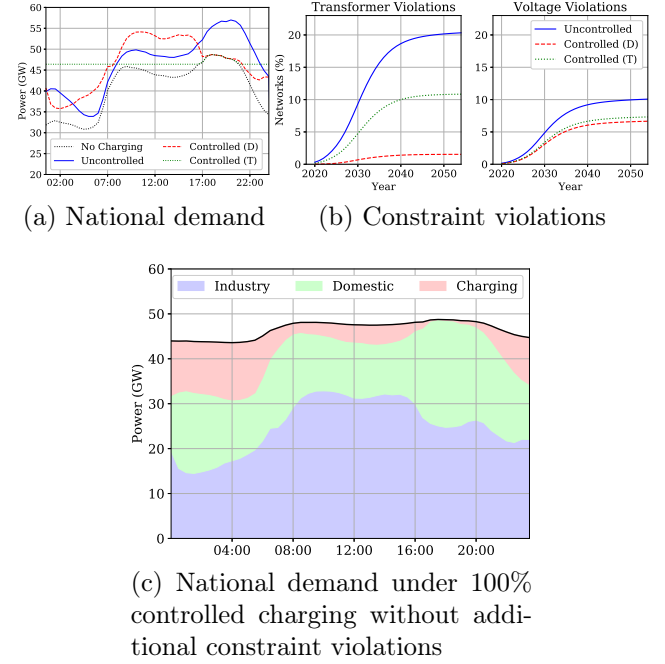 Transformer Violations
Voltage Violations
60
55
50
45
40
35
30
25
20
Power (GW)
No Charging
Uncontrolled
Controlled (D)
Controlled (T)
02:00 07:00 12:00 17:00 22:00
20
15
10
5
0
Networks (%)
2020 2030 2040 2050
Year
20
15
10
5
0
Uncontrolled
Controlled (D)
Controlled (T)
2020 2030 2040 2050
Year
(a) National demand
(b) Constraint violations
60
50
40
30
20
10
0
Power (GW)
Industry Domestic Charging
04:00 08:00 12:00 16:00 20:00
(c) National demand under 100%
controlled charging without addi-
tional constraint violations